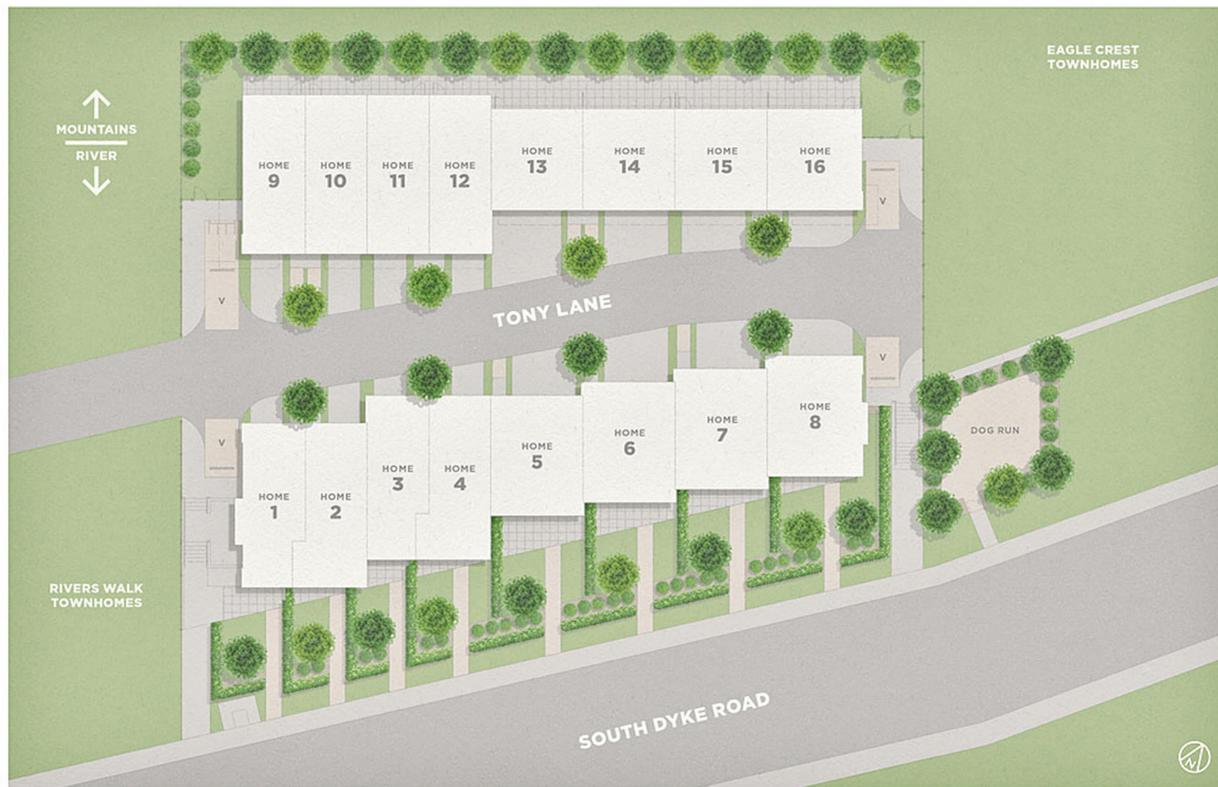 EAGLE CREST
TOWNHOMES
MOUNTAINS
RIVER
HOME
9
HOME
10
HOME
11
HOME
12
HOME
13
HOME
14
HOME
15
HOME
16
V
V
TONY LANE
V
V
HOME
1
HOME
2
HOME
3
HOME
4
HOME
5
HOME
6
HOME
7
HOME
8
DOG RUN
RIVERS WALK
TOWNHOMES
SOUTH DYKE ROAD
N